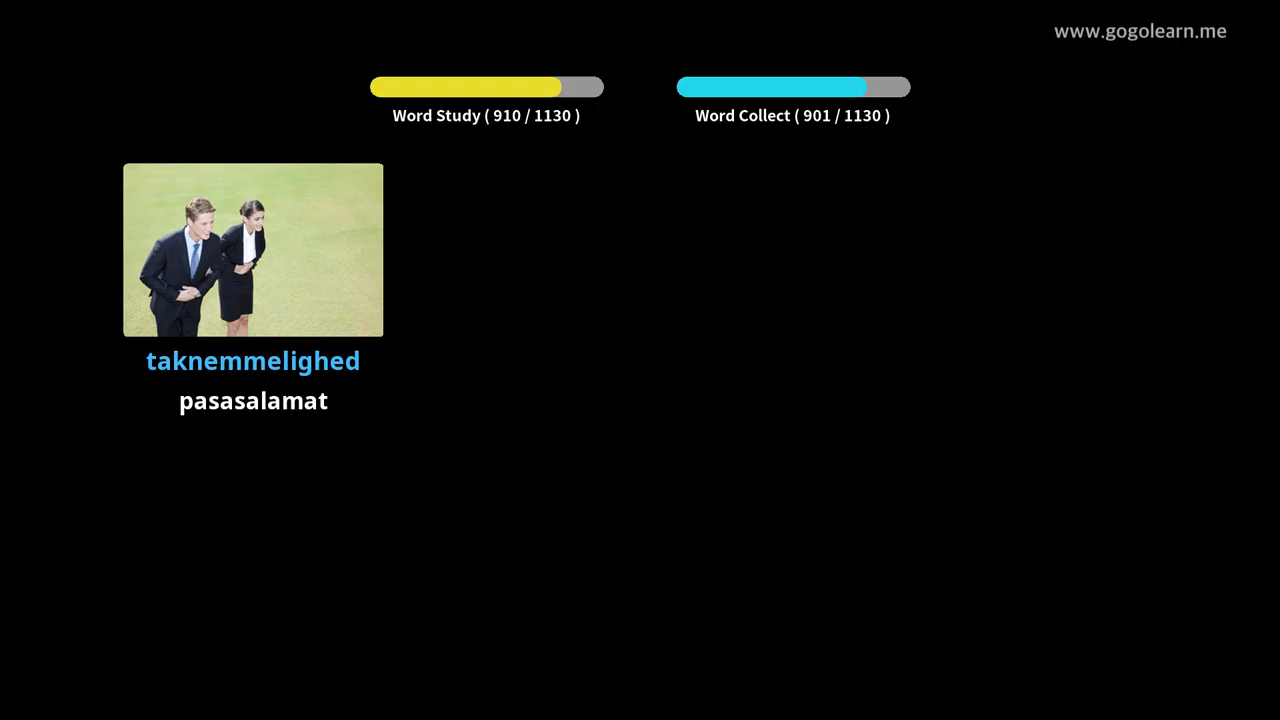 www.gogolearn.me
Word Study ( 910 / 1130 )
Word Collect ( 901 / 1130 )
taknemmelighed
pasasalamat